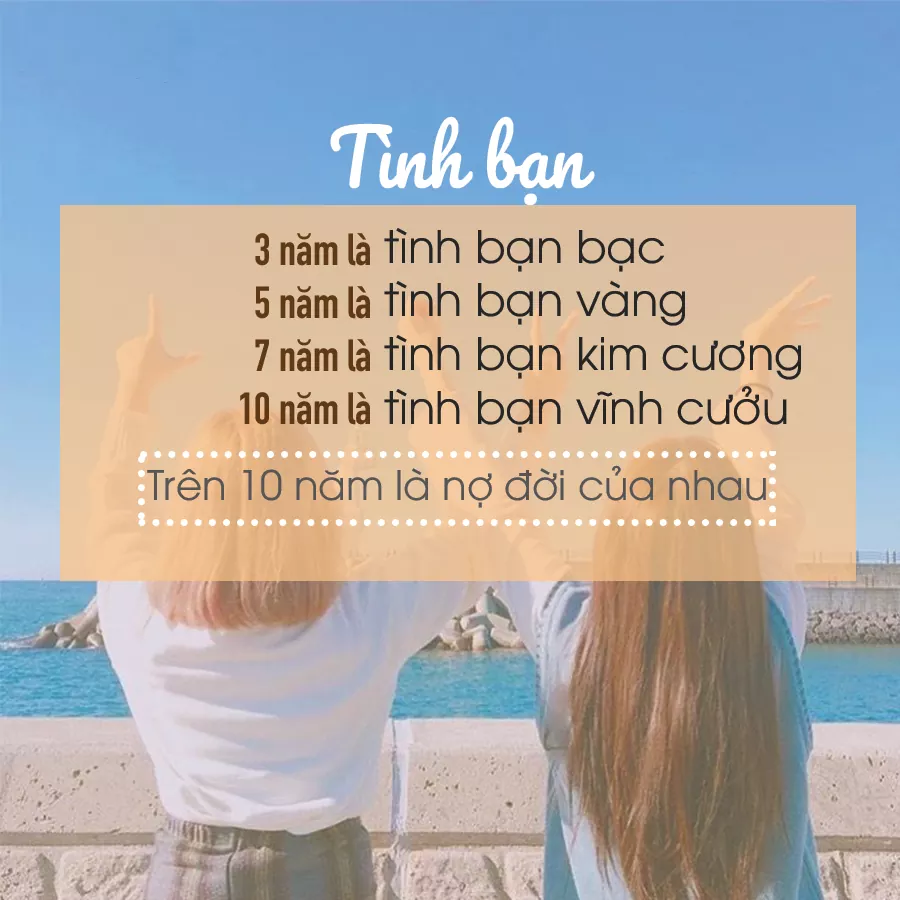 Tình bạn
3 năm là tình bạn bạc
5 năm là tình bạn vàng
7 năm là tình bạn kim cương
10 năm là tình bạn vĩnh cưởu
Trên 10 năm là nợ đời của nhau